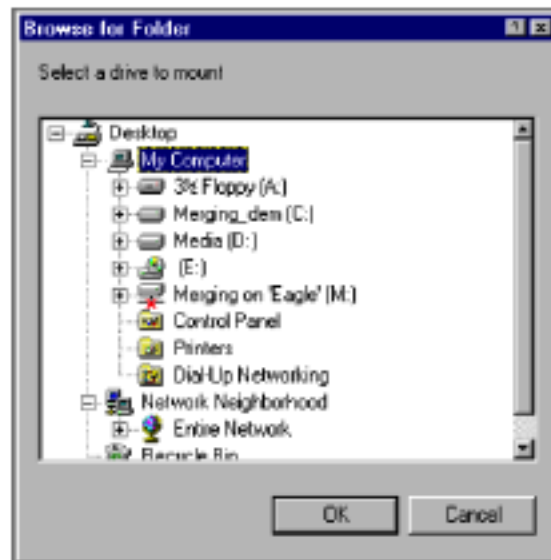 Browse for Folder
Select a drive to mount
Desktop
My Computer
3½ Floppy (A:)
Merging_dem (C:)
Media (D:)
(E:)
Merging on 'Eagle' (M:)
Control Panel
Printers
Dial-Up Networking
Network Neighborhood
Entire Network
Recycle Bin
OK
Cancel